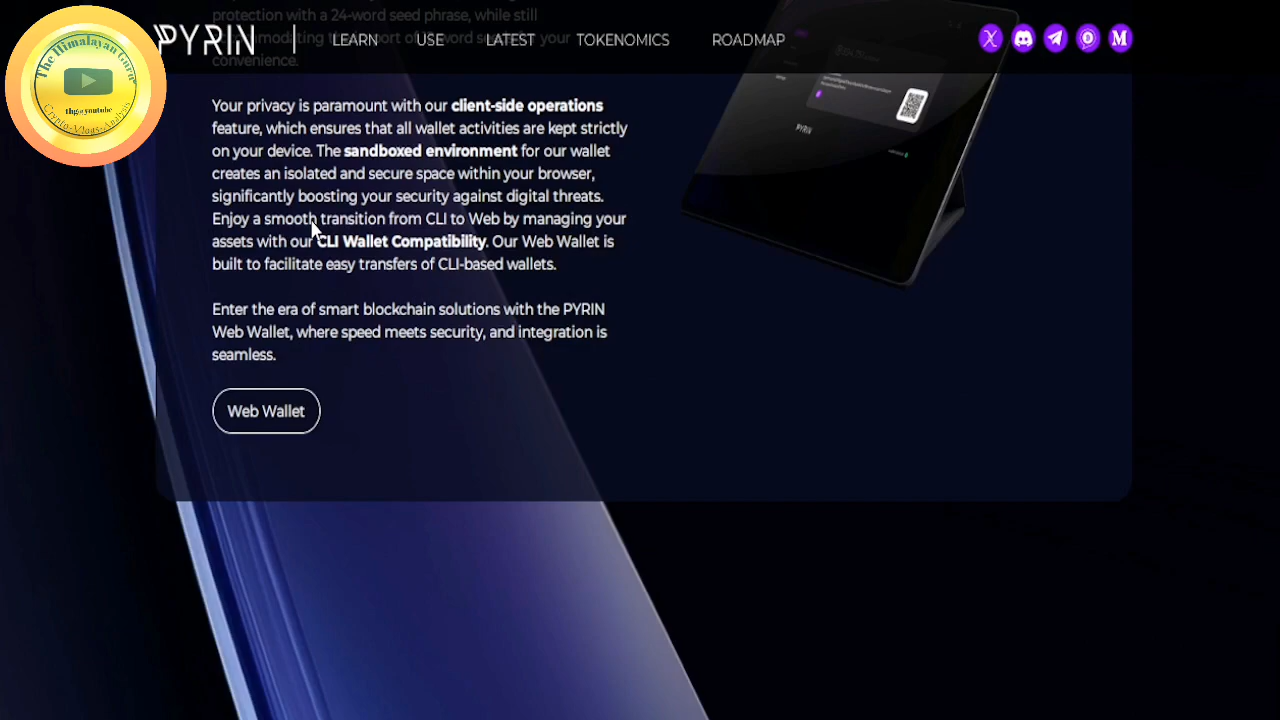 protection with a 24-word seed phrase, while still
convenience.
PYRIN
LEARN USE LATEST TOKENOMICS ROADMAP
The Himalayan Guru
thg@youtube
Crypto-Vlogs-Analysis
Your privacy is paramount with our client-side operations
feature, which ensures that all wallet activities are kept strictly
on your device. The sandboxed environment for our wallet
creates an isolated and secure space within your browser,
significantly boosting your security against digital threats.
Enjoy a smooth transition from CLI to Web by managing your
assets with our CLI Wallet Compatibility. Our Web Wallet is
built to facilitate easy transfers of CLI-based wallets.
Enter the era of smart blockchain solutions with the PYRIN
Web Wallet, where speed meets security, and integration is
seamless.
Web Wallet
PYRIN